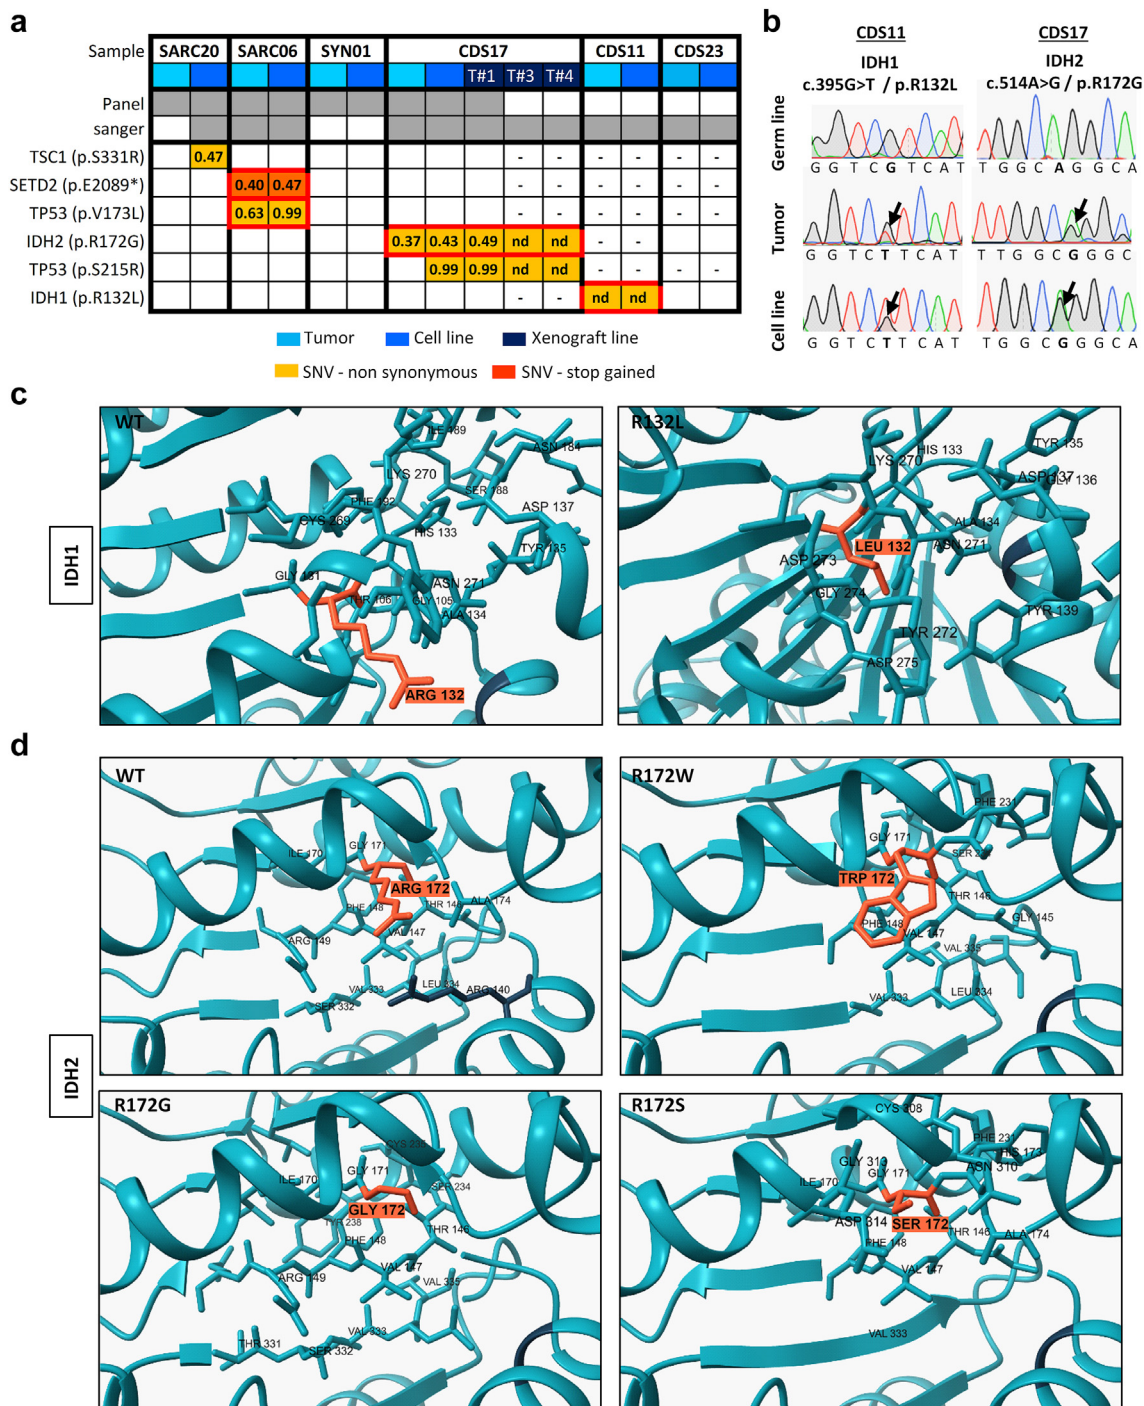 a
Sample SARC20 SARC06 SYN01 CDS17 CDS11 CDS23
T#1 T#3 T#4
Panel
sanger
TSC1 (p.S331R) 0.47 - - - - - -
SETD2 (p.E2089*) 0.40 0.47 - - - - - -
TP53 (p.V173L) 0.63 0.99 - - - - - -
IDH2 (p.R172G) 0.37 0.43 0.49 nd nd - -
TP53 (p.S215R) 0.99 0.99 nd nd - - - -
IDH1 (p.R132L) - - nd nd
Tumor Cell line Xenograft line
SNV - non synonymous SNV - stop gained
b
CDS11 CDS17
IDH1 IDH2
c.395G>T / p.R132L c.514A>G / p.R172G
Germ line
G G T C G T C A T T G G C A G G C A
Tumor
G G T C T T C A T T T G G C G G G C
Cell line
G G T C T T C A T T G G C G G G C A
c
IDH1
WT
ILE 189
ASN 184
LYS 270
SER 188
PHE 192
ASP 137
CYS 269
HIS 133
TYR 135
GLY 131
ASN 271
THR 106
GLY 105
ALA 134
ARG 132
R132L
HIS 133
TYR 135
LYS 270
ASP 137
GLY 136
ALA 134
LEU 132
ASN 271
ASP 273
GLY 274
TYR 139
TYR 272
ASP 275
d
IDH2
WT
GLY 171
ILE 170
ARG 172
ALA 174
PHE 148
THR 146
VAL 147
ARG 149
LEU 334
VAL 333
ARG 140
SER 332
R172W
PHE 231
GLY 171
SER 234
TRP 172
THR 146
PHE 148
GLY 145
VAL 147
VAL 335
VAL 333
LEU 334
R172G
CYS 235
GLY 171
ILE 170
SER 234
GLY 172
TYR 238
THR 146
PHE 148
VAL 147
ARG 149
VAL 335
VAL 333
THR 331
SER 332
R172S
CYS 308
PHE 231
HIS 173
GLY 313
GLY 171
ASN 310
ILE 170
ASP 314
SER 172
THR 146
ALA 174
PHE 148
VAL 147
VAL 333